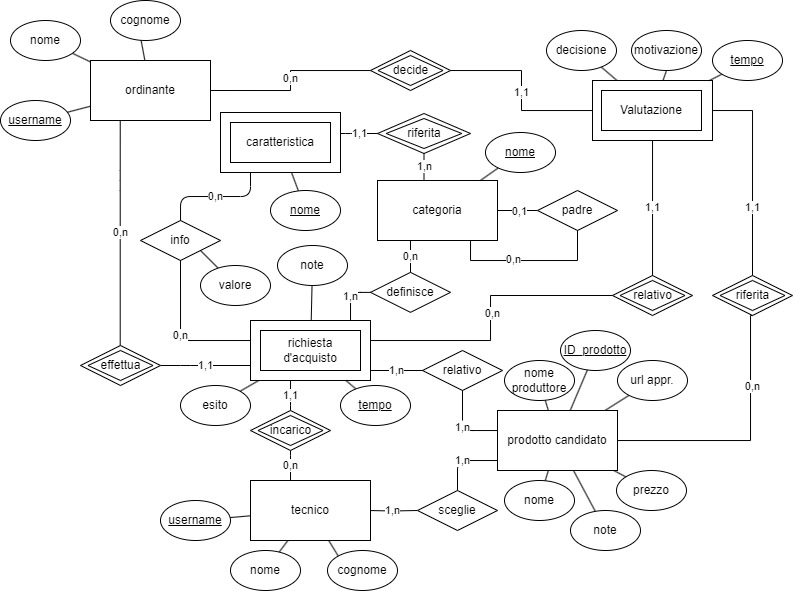 cognome
nome
username
ordinante
0,n
decide
1,1
decisione
motivazione
tempo
Valutazione
caratteristica
1,1
riferita
1,n
nome
nome
categoria
0,1
padre
0,n
0,n
info
valore
0,n
0,n
definisce
1,n
note
0,n
effettua
1,1
richiesta
d'acquisto
esito
tempo
1,1
relativo
0,n
1,1
riferita
0,n
1,n
relativo
1,n
ID_prodotto
nome
produttore
url appr.
prodotto candidato
nome
note
prezzo
1,1
incarico
0,n
1,n
sceglie
1,n
tecnico
username
nome
cognome